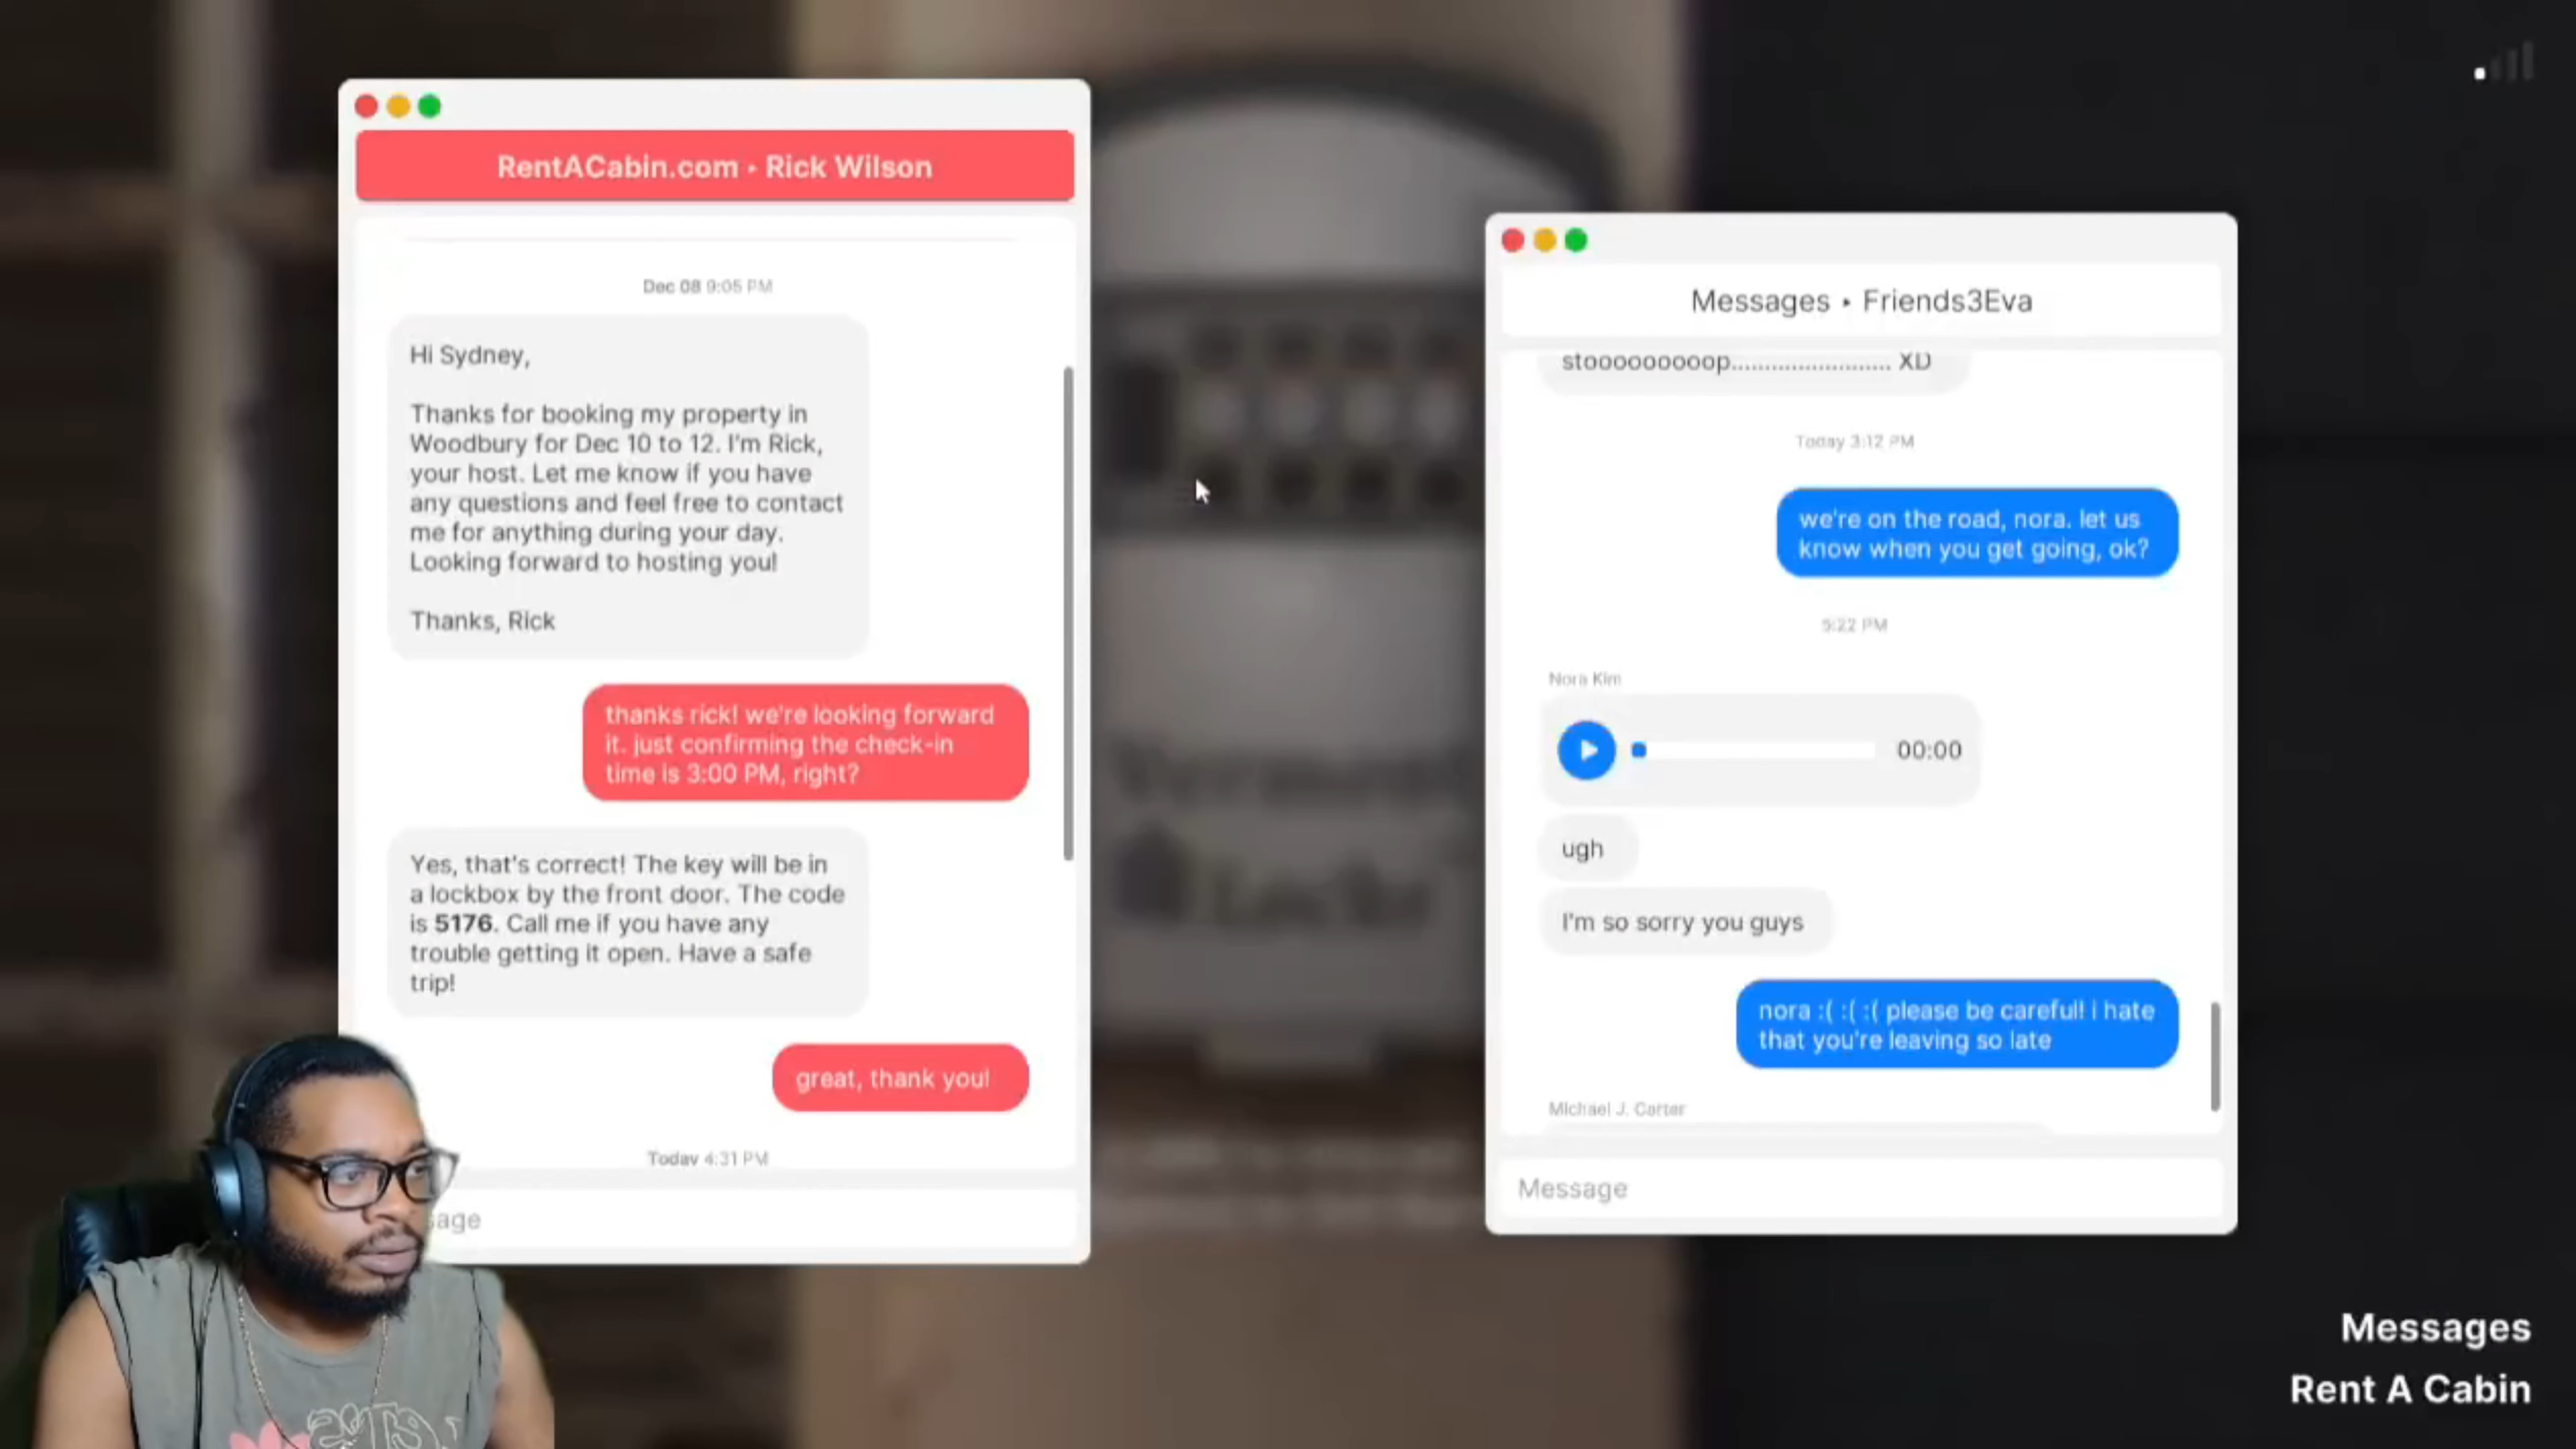 RentACabin.com • Rick Wilson
Dec 08 9:05 PM
Hi Sydney,
Thanks for booking my property in
Woodbury for Dec 10 to 12. I'm Rick,
your host. Let me know if you have
any questions and feel free to contact
me for anything during your day.
Looking forward to hosting you!
Thanks, Rick
thanks rick! we're looking forward
it. just confirming the check-in
time is 3:00 PM, right?
Yes, that's correct! The key will be in
a lockbox by the front door. The code
is 5176. Call me if you have any
trouble getting it open. Have a safe
trip!
great, thank you!
Today 4:31 PM
sage
Messages • Friends3Eva
stooooooooop........................ XD
Today 3:12 PM
we're on the road, nora. let us
know when you get going, ok?
5:22 PM
Nora Kim
00:00
ugh
I'm so sorry you guys
nora :( :( :( please be careful! i hate
that you're leaving so late
Michael J. Carter
Message
Messages
Rent A Cabin